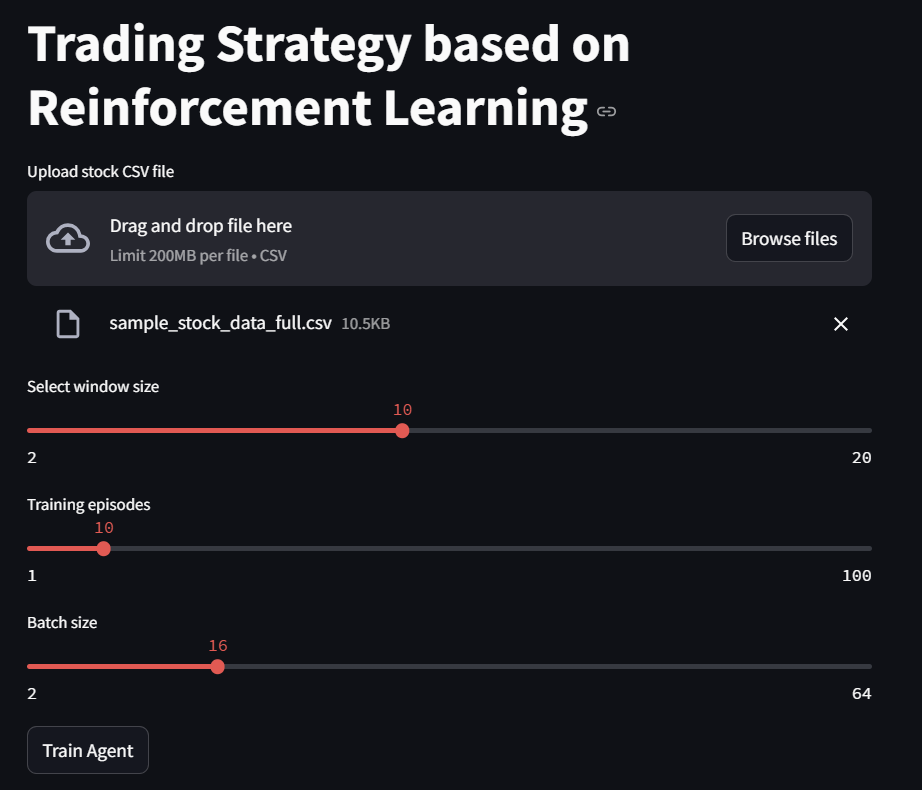 Trading Strategy based on
Reinforcement Learning
Upload stock CSV file
Drag and drop file here
Limit 200MB per file • CSV
Browse files
sample_stock_data_full.csv 10.5KB
Select window size
10
2 20
Training episodes
10
1 100
Batch size
16
2 64
Train Agent